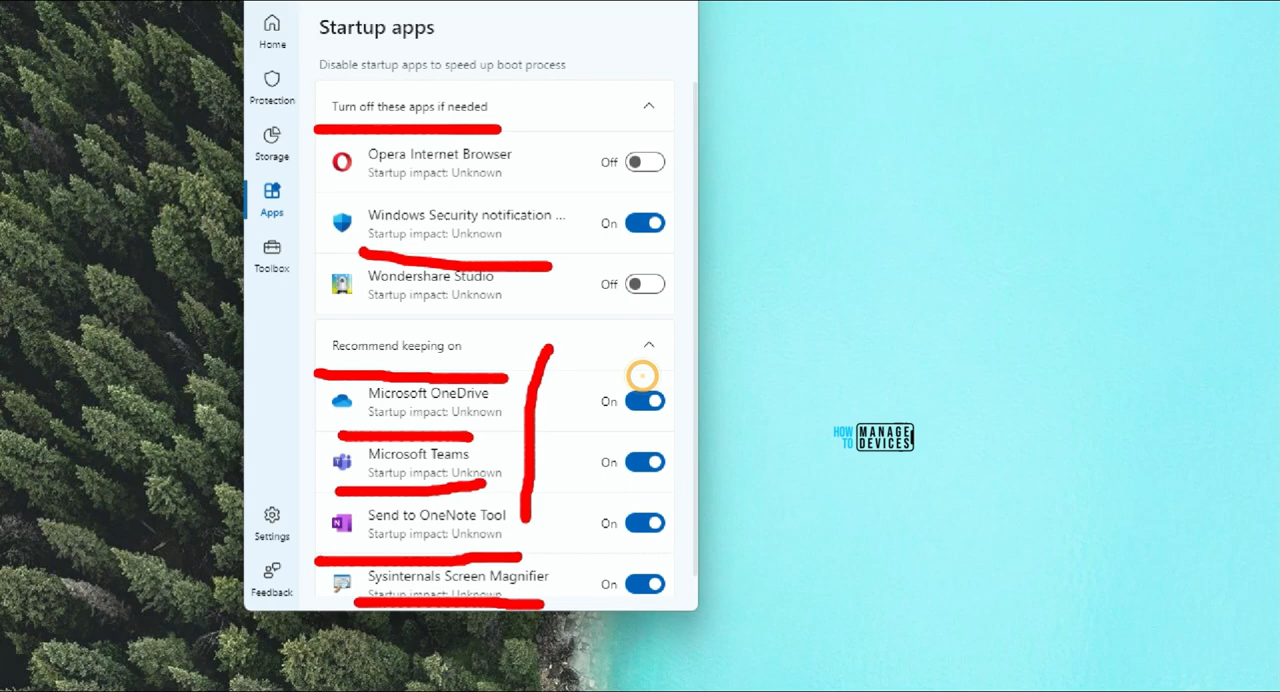 Home
Protection
Storage
Apps
Toolbox
Settings
Feedback
Startup apps
Disable startup apps to speed up boot process
Turn off these apps if needed
Opera Internet Browser
Startup impact: Unknown
Off
Windows Security notification ...
Startup impact: Unknown
On
Wondershare Studio
Startup impact: Unknown
Off
Recommend keeping on
Microsoft OneDrive
Startup impact: Unknown
On
Microsoft Teams
Startup impact: Unknown
On
Send to OneNote Tool
Startup impact: Unknown
On
Sysinternals Screen Magnifier
Startup impact: Unknown
On
HOW TO
MANAGE
DEVICES